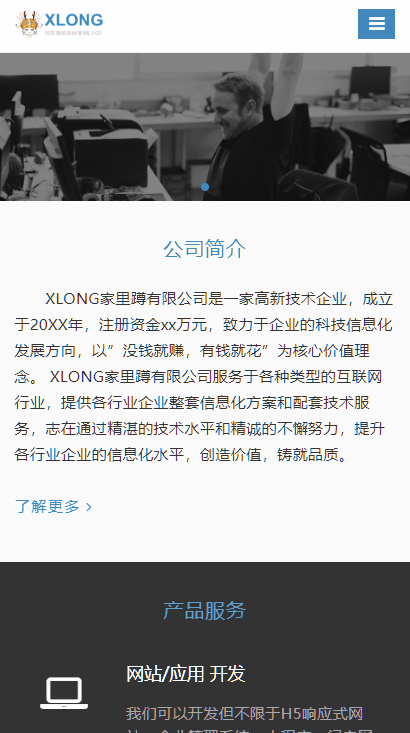 XLONG
公司简介
XLONG家里蹲有限公司是一家高新技术企业，成立
于20XX年，注册资金xx万元，致力于企业的科技信息化
发展方向，以”没钱就赚，有钱就花”为核心价值理
念。 XLONG家里蹲有限公司服务于各种类型的互联网
行业，提供各行业企业整套信息化方案和配套技术服
务，志在通过精湛的技术水平和精诚的不懈努力，提升
各行业企业的信息化水平，创造价值，铸就品质。
了解更多
产品服务
网站/应用 开发
我们可以开发但不限于H5响应式网